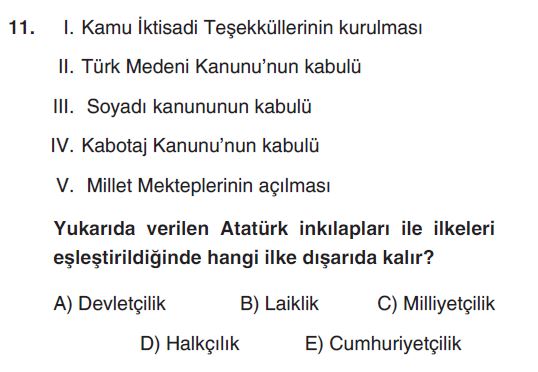 11. I. Kamu İktisadi Teşekküllerinin kurulması
II. Türk Medeni Kanunu’nun kabulü
III. Soyadı kanununun kabulü
IV. Kabotaj Kanunu’nun kabulü
V. Millet Mekteplerinin açılması
Yukarıda verilen Atatürk inkılapları ile ilkeleri
eşleştirildiğinde hangi ilke dışarıda kalır?
A) Devletçilik B) Laiklik C) Milliyetçilik
D) Halkçılık E) Cumhuriyetçilik